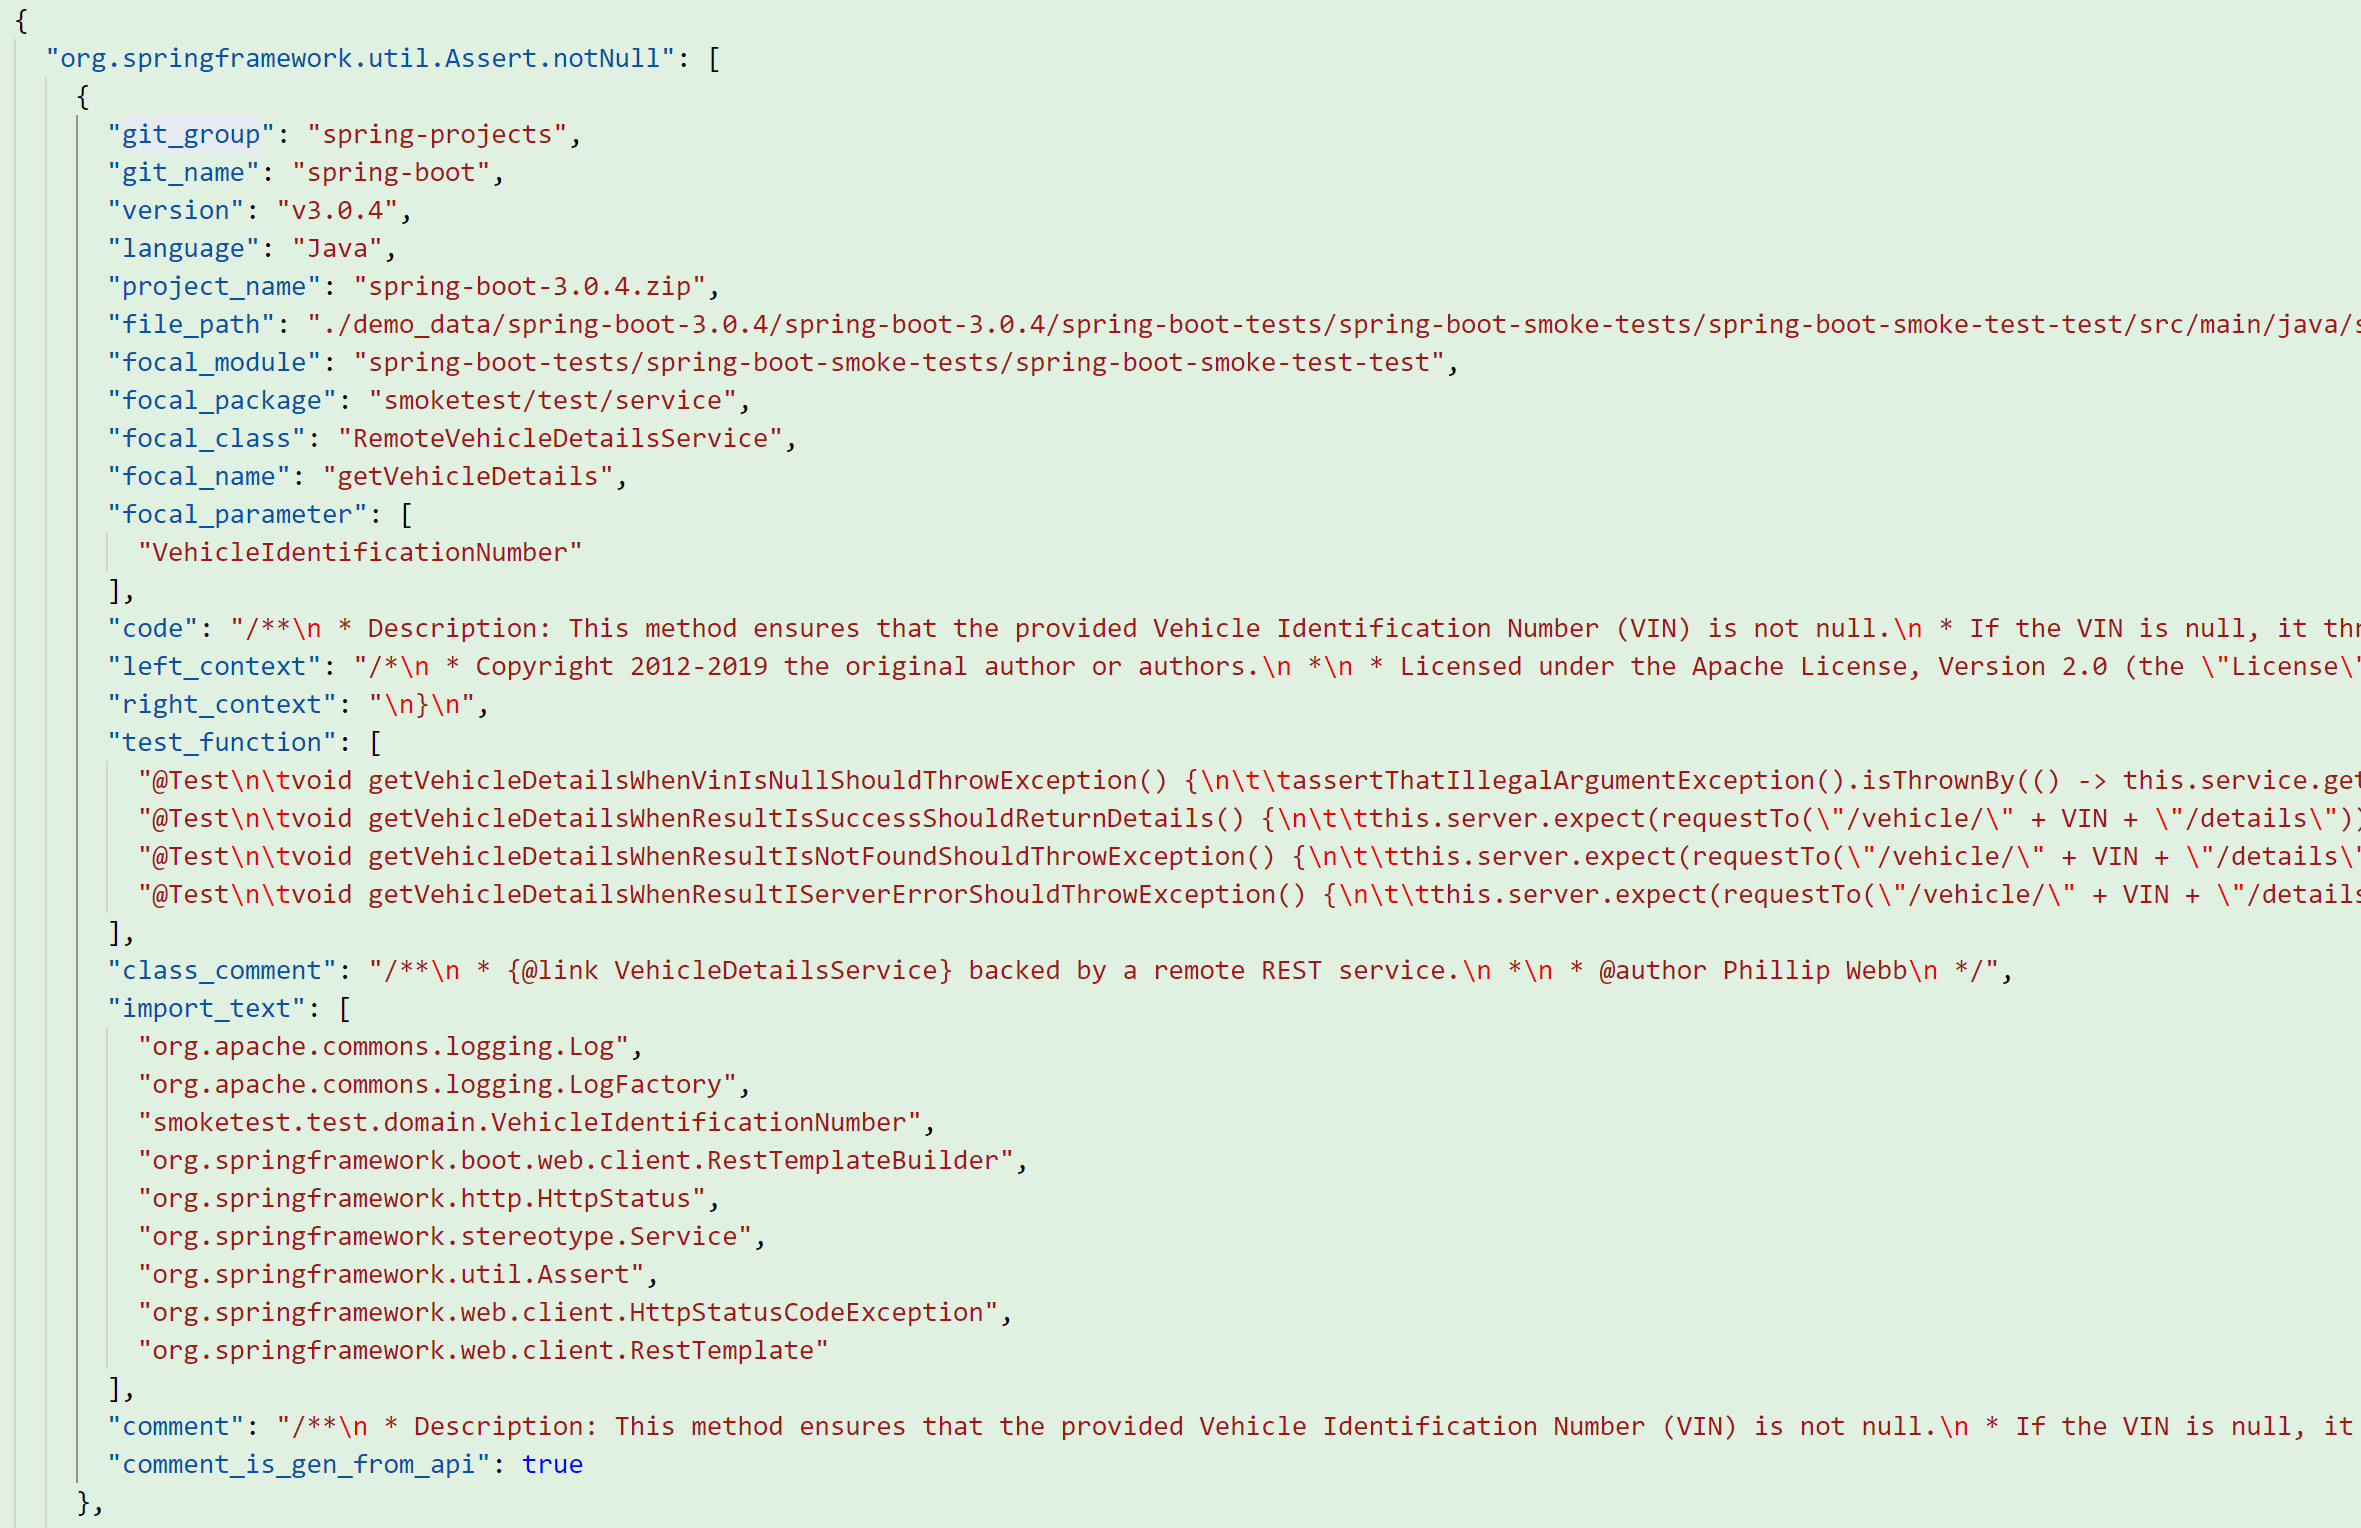 {
"org.springframework.util.Assert.notNull": [
{
"git_group": "spring-projects",
"git_name": "spring-boot",
"version": "v3.0.4",
"language": "Java",
"project_name": "spring-boot-3.0.4.zip",
"file_path": "./demo_data/spring-boot-3.0.4/spring-boot-3.0.4/spring-boot-tests/spring-boot-smoke-tests/spring-boot-smoke-test-test/src/main/java/s
"focal_module": "spring-boot-tests/spring-boot-smoke-tests/spring-boot-smoke-test-test",
"focal_package": "smoketest/test/service",
"focal_class": "RemoteVehicleDetailsService",
"focal_name": "getVehicleDetails",
"focal_parameter": [
"VehicleIdentificationNumber"
],
"code": "/**\n * Description: This method ensures that the provided Vehicle Identification Number (VIN) is not null.\n * If the VIN is null, it thr
"left_context": "/*\n * Copyright 2012-2019 the original author or authors.\n *\n * Licensed under the Apache License, Version 2.0 (the \"License\"
"right_context": "\n}\n",
"test_function": [
"@Test\n\tvoid getVehicleDetailsWhenVinIsNullShouldThrowException() {\n\t\tassertThatIllegalArgumentException().isThrownBy(() -> this.service.get
"@Test\n\tvoid getVehicleDetailsWhenResultIsSuccessShouldReturnDetails() {\n\t\tthis.server.expect(requestTo(\"/vehicle/\" + VIN + \"/details\"))
"@Test\n\tvoid getVehicleDetailsWhenResultIsNotFoundShouldThrowException() {\n\t\tthis.server.expect(requestTo(\"/vehicle/\" + VIN + \"/details\"
"@Test\n\tvoid getVehicleDetailsWhenResultIServerErrorShouldThrowException() {\n\t\tthis.server.expect(requestTo(\"/vehicle/\" + VIN + \"/details
],
"class_comment": "/**\n * {@link VehicleDetailsService} backed by a remote REST service.\n *\n * @author Phillip Webb\n */",
"import_text": [
"org.apache.commons.logging.Log",
"org.apache.commons.logging.LogFactory",
"smoketest.test.domain.VehicleIdentificationNumber",
"org.springframework.boot.web.client.RestTemplateBuilder",
"org.springframework.http.HttpStatus",
"org.springframework.stereotype.Service",
"org.springframework.util.Assert",
"org.springframework.web.client.HttpStatusCodeException",
"org.springframework.web.client.RestTemplate"
],
"comment": "/**\n * Description: This method ensures that the provided Vehicle Identification Number (VIN) is not null.\n * If the VIN is null, it
"comment_is_gen_from_api": true
},